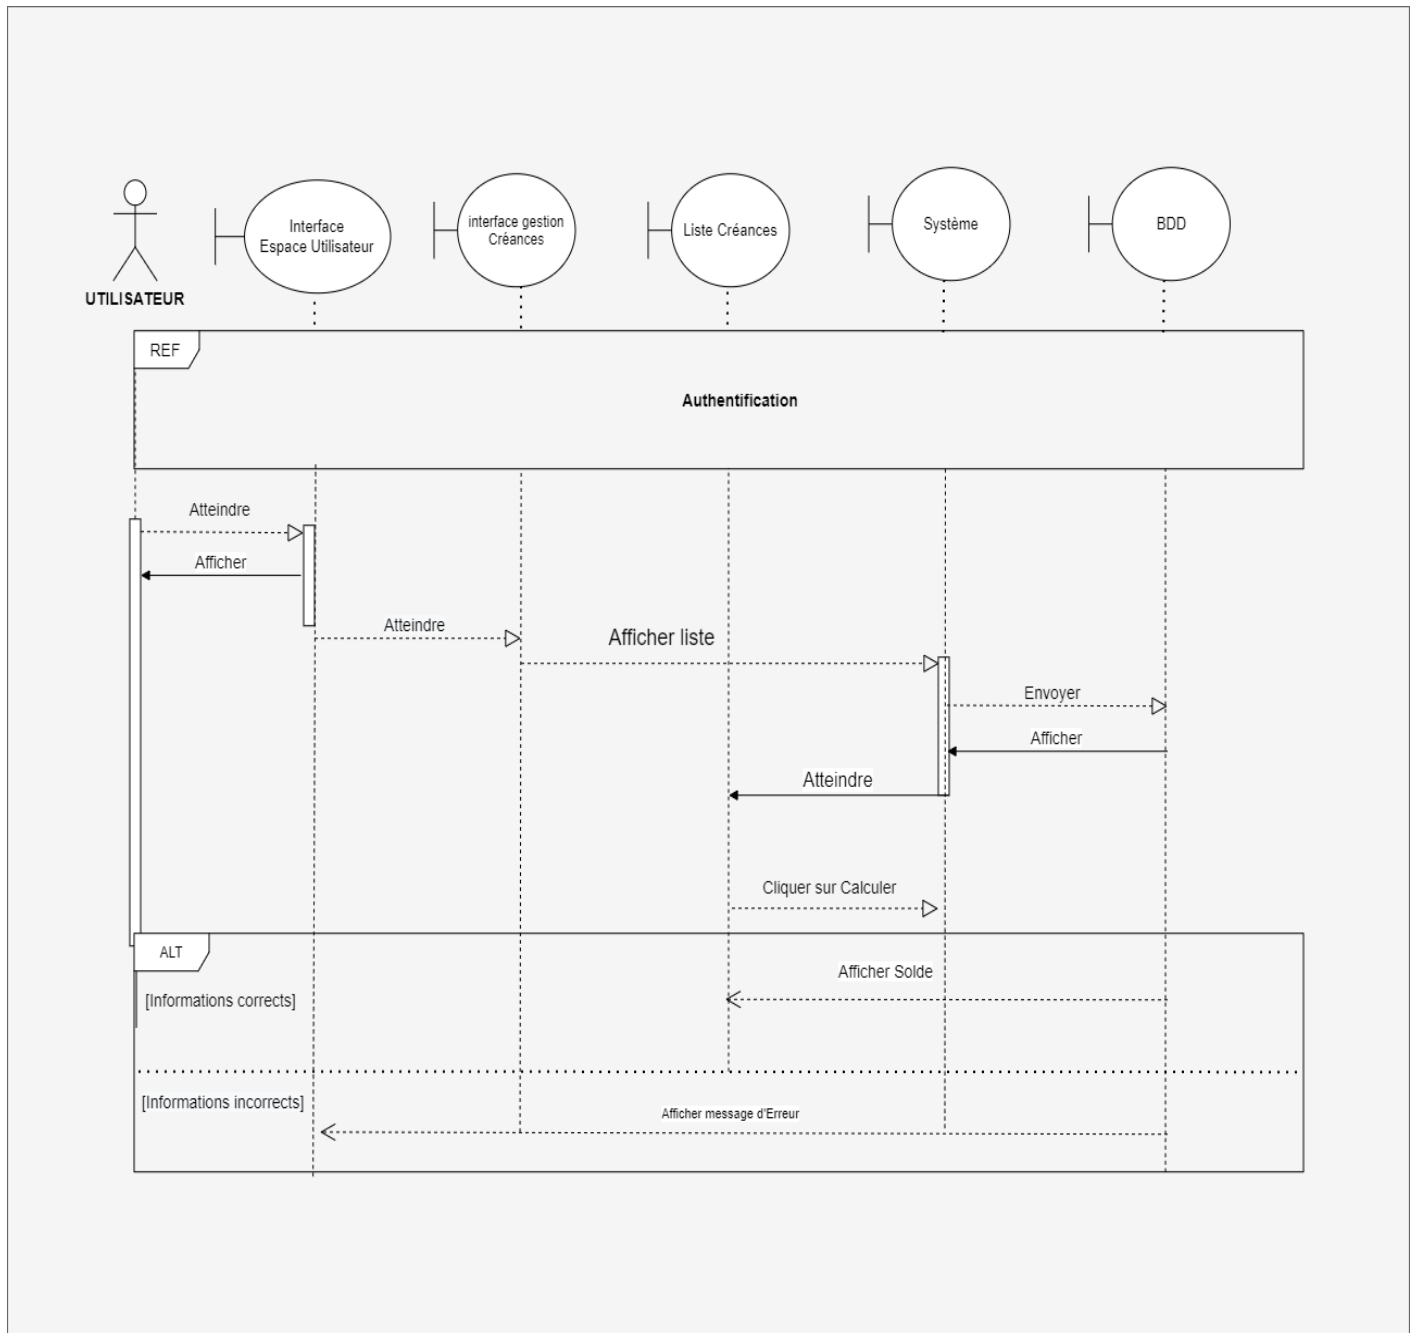 Interface
Espace Utilisateur
interface gestion
Créances
Liste Créances
Système
BDD
UTILISATEUR
REF
Authentification
Atteindre
Afficher
Atteindre
Afficher liste
Envoyer
Afficher
Atteindre
Cliquer sur Calculer
ALT
Afficher Solde
[Informations corrects]
[Informations incorrects]
Afficher message d'Erreur